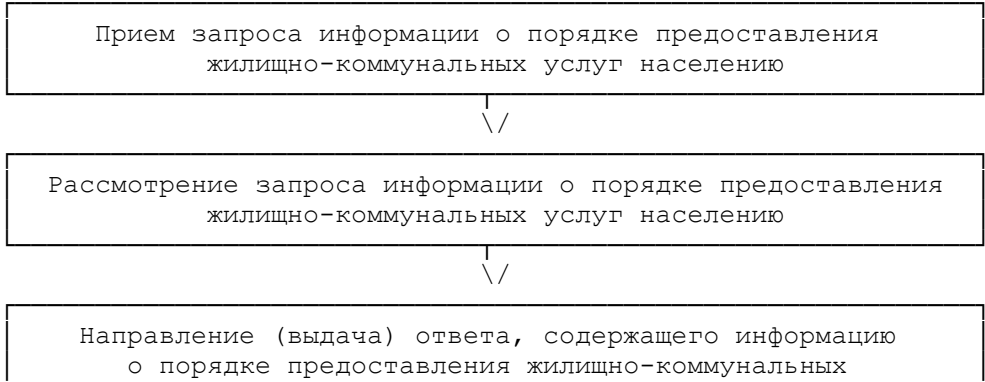 Прием запроса информации о порядке предоставления
жилищно-коммунальных услуг населению
\/
Рассмотрение запроса информации о порядке предоставления
жилищно-коммунальных услуг населению
\/
Направление (выдача) ответа, содержащего информацию
о порядке предоставления жилищно-коммунальных